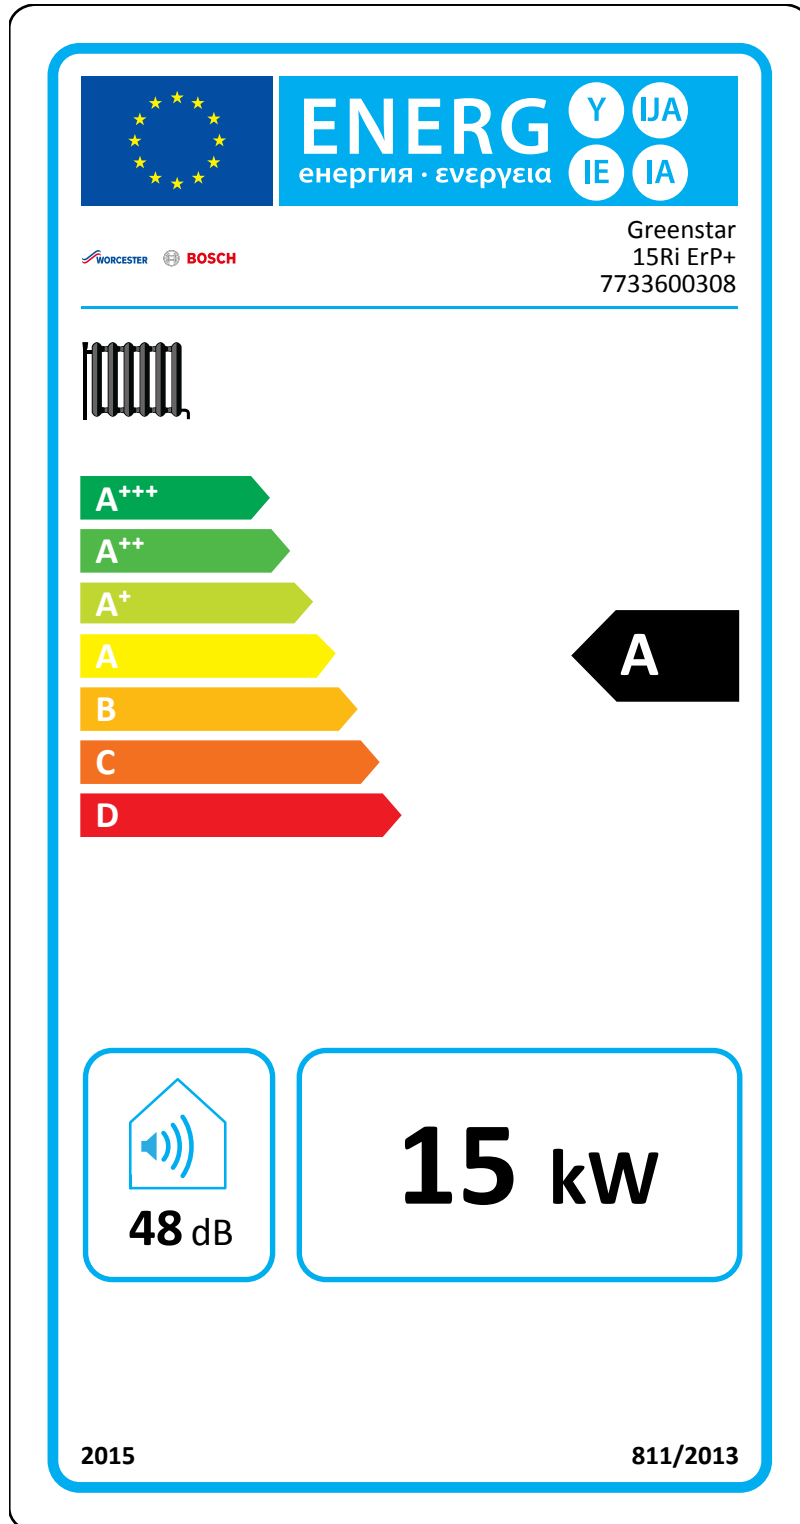 ENERG Y IJA
енергия · ενεργεια IE IA
WORCESTER BOSCH
Greenstar
15Ri ErP+
7733600308
A+++
A++
A+
A
A
B
C
D
15 kW
48 dB
2015 811/2013